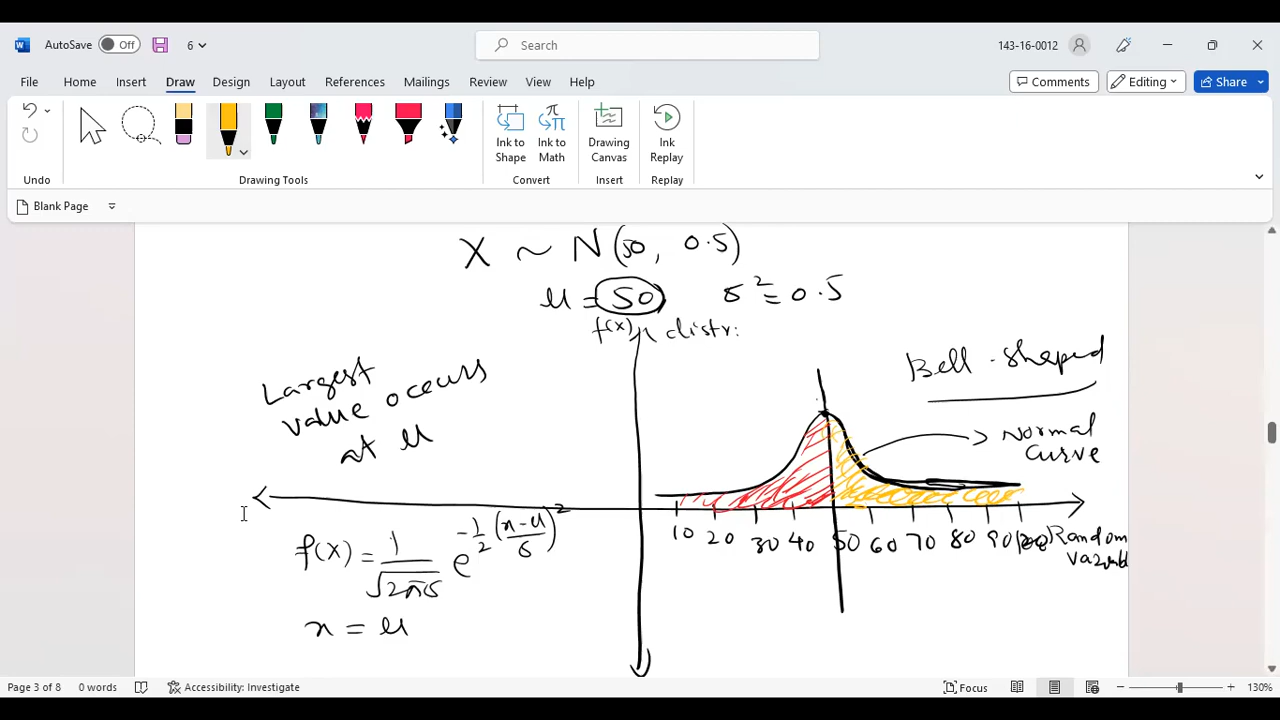 AutoSave Off 6 Search 143-16-0012
File Home Insert Draw Design Layout References Mailings Review View Help Comments Editing Share
Undo Drawing Tools Ink to Shape Ink to Math Convert Drawing Canvas Insert Ink Replay Replay
Blank Page
X ~ N(50, 0.5)
μ = 50 σ² = 0.5
f(x) distr:
Largest
value occurs
at μ
Bell-shaped
Normal
Curve
10 20 30 40 50 60 70 80 90 100 Random
f(x) = 1/√2πσ e^-1/2 (x-μ/σ)²
x = μ
Page 3 of 8 0 words Accessibility: Investigate Focus 130%